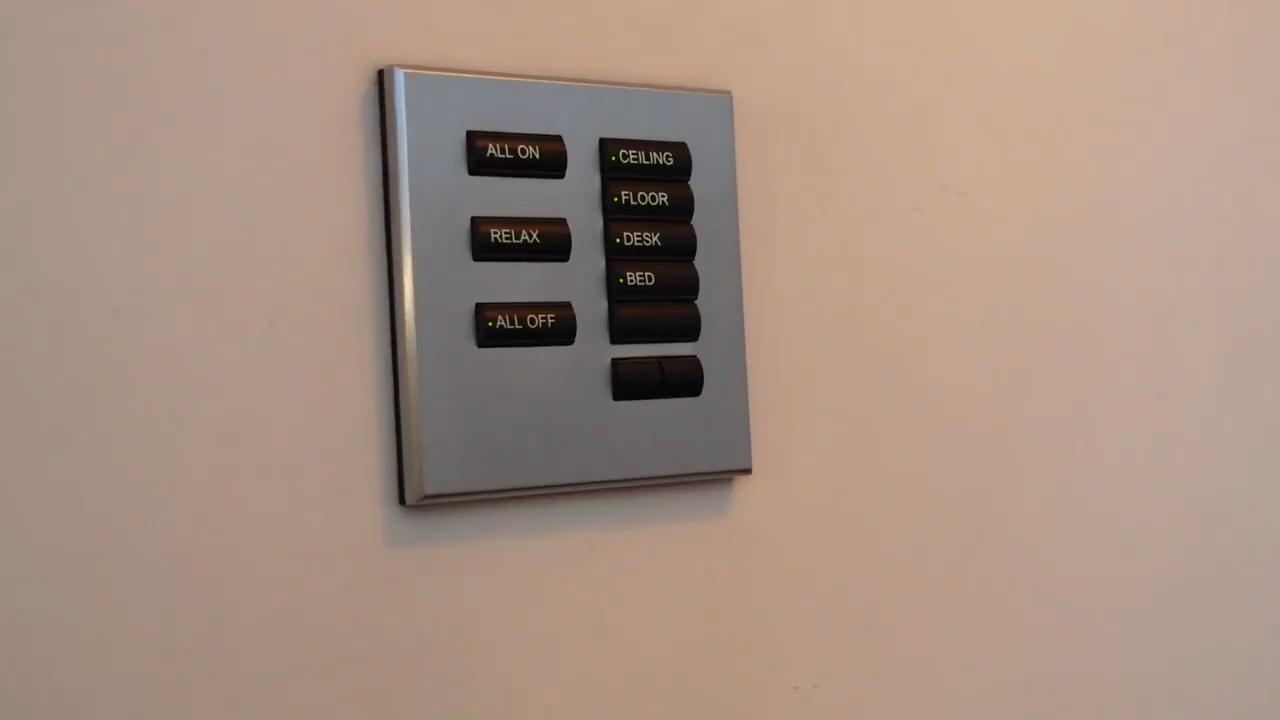 ALL ON
RELAX
ALL OFF
CEILING
FLOOR
DESK
BED